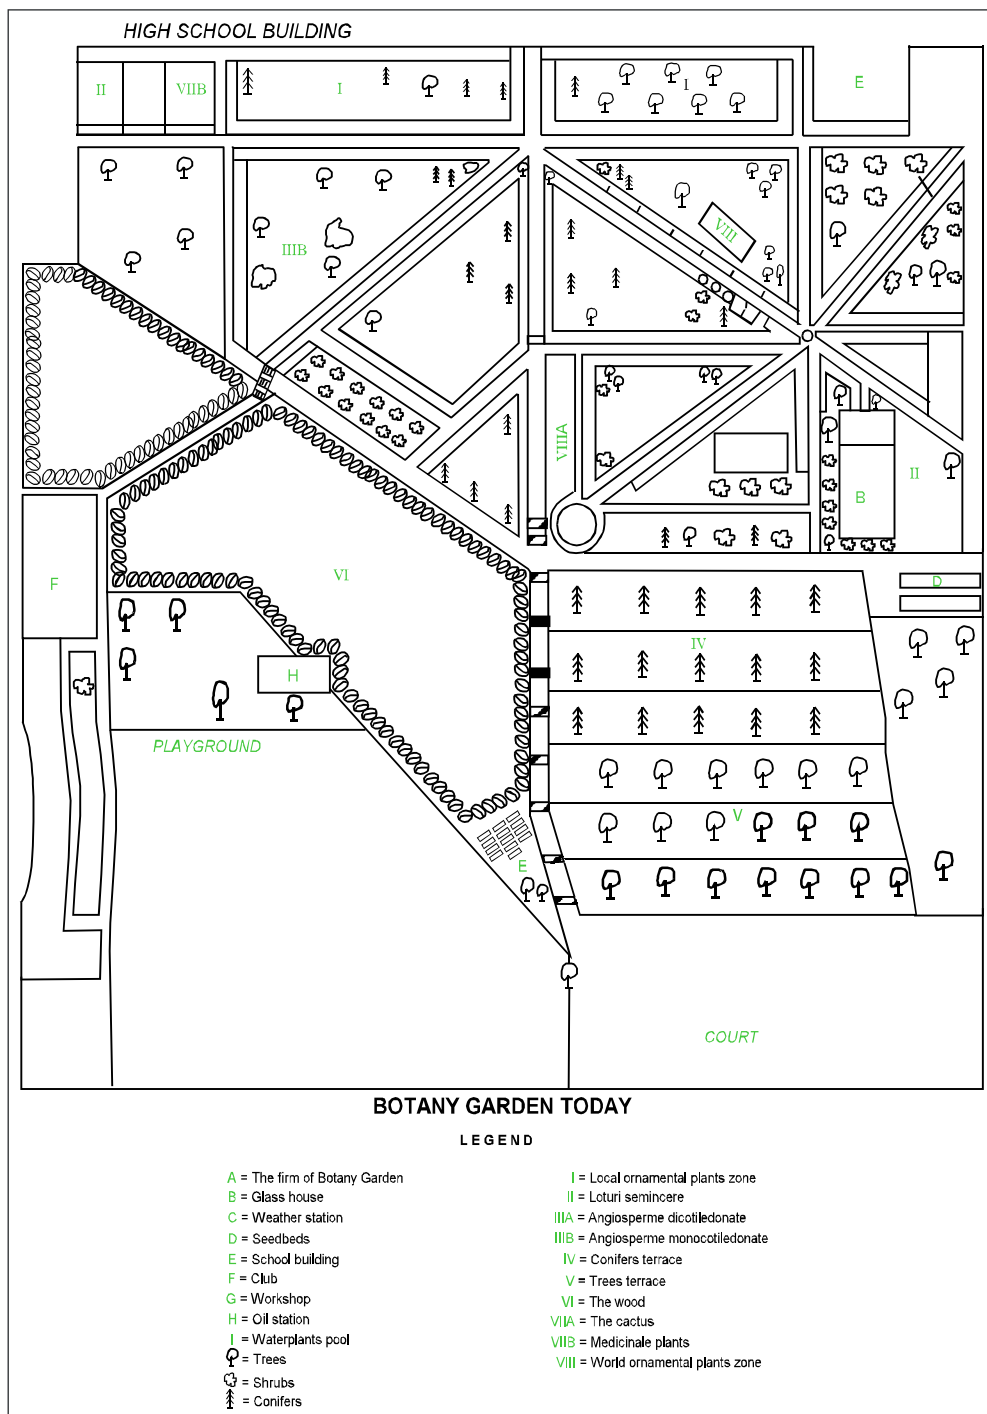 HIGH SCHOOL BUILDING
II
VIIB
I
I
E
VIII
IIIB
VIIIA
II
B
D
F
VI
IV
H
PLAYGROUND
V
E
COURT
BOTANY GARDEN TODAY
LEGEND
A = The firm of Botany Garden
B = Glass house
C = Weather station
D = Seedbeds
E = School building
F = Club
G = Workshop
H = Oil station
I = Waterplants pool
= Trees
= Shrubs
= Conifers
I = Local ornamental plants zone
II = Loturi semincere
IIIA = Angiosperme dicotiledonate
IIIB = Angiosperme monocotiledonate
IV = Conifers terrace
V = Trees terrace
VI = The wood
VIIA = The cactus
VIIB = Medicinale plants
VIII = World ornamental plants zone